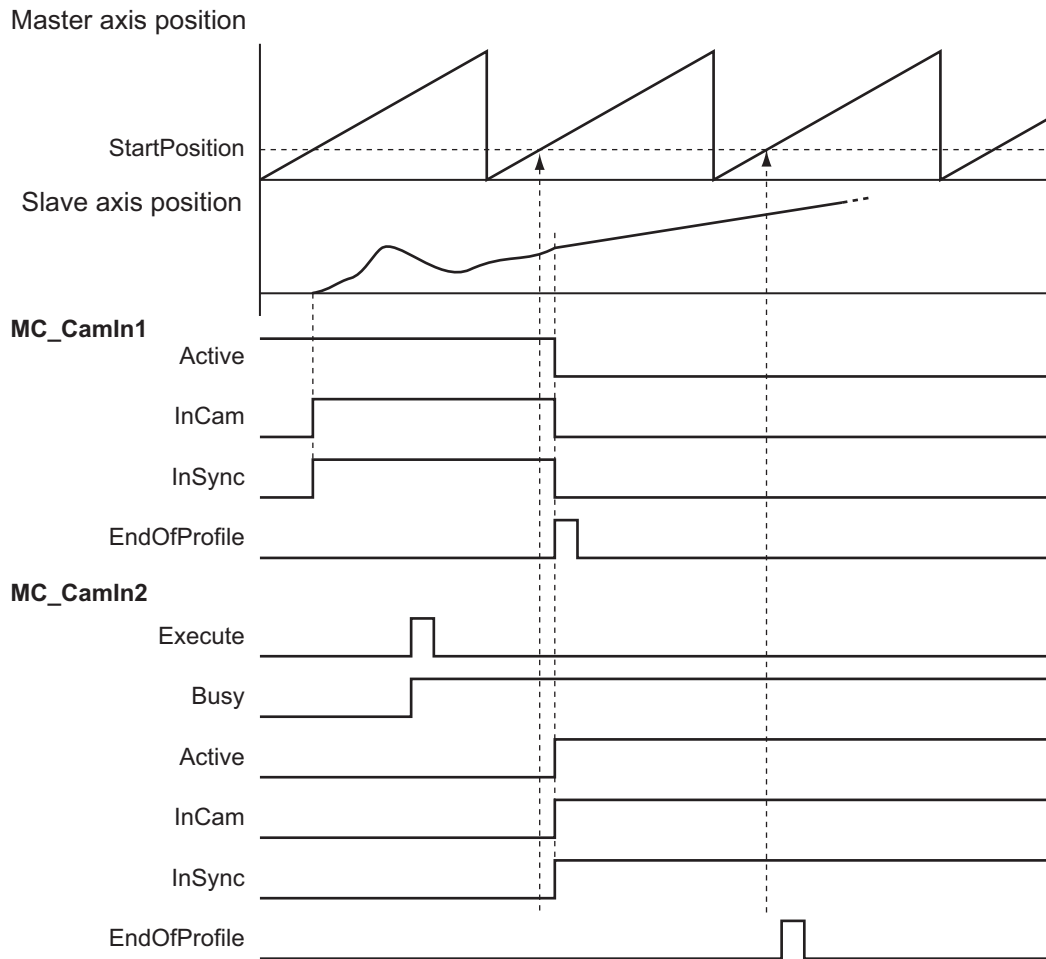 Master axis position
StartPosition
Slave axis position
MC_CamIn1
Active
InCam
InSync
EndOfProfile
MC_CamIn2
Execute
Busy
Active
InCam
InSync
EndOfProfile